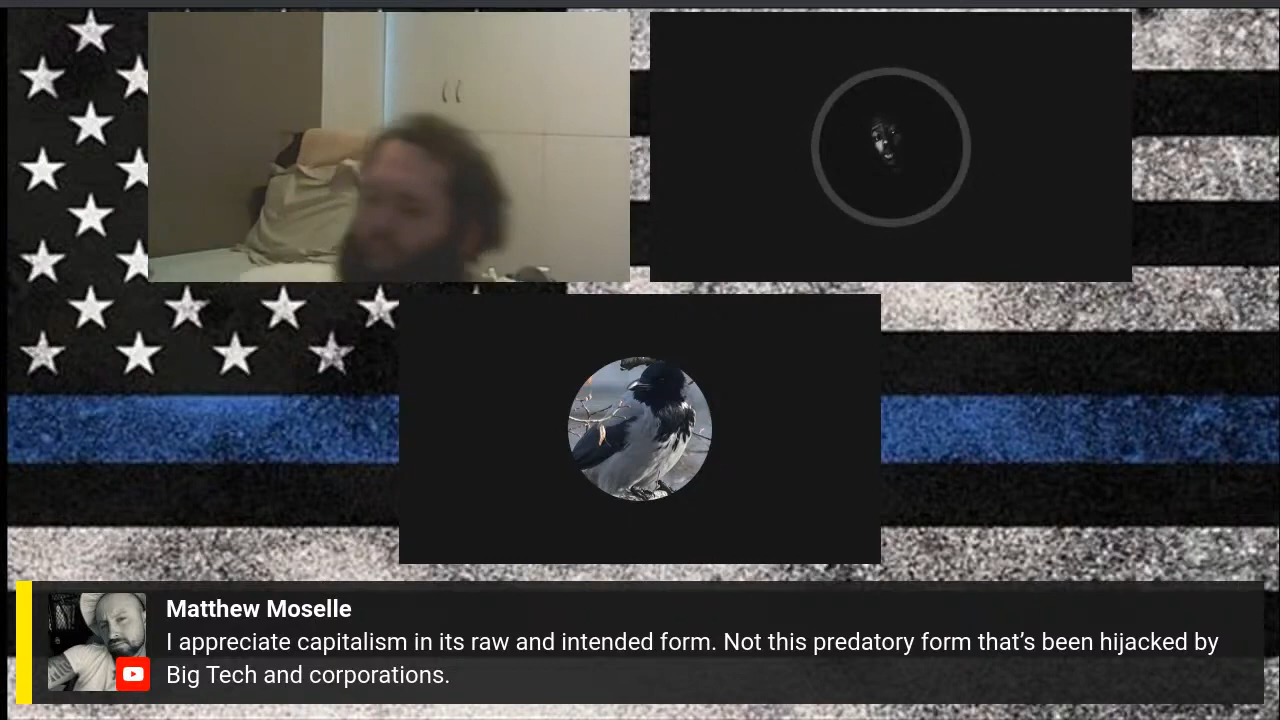 Matthew Moselle
I appreciate capitalism in its raw and intended form. Not this predatory form that’s been hijacked by
Big Tech and corporations.